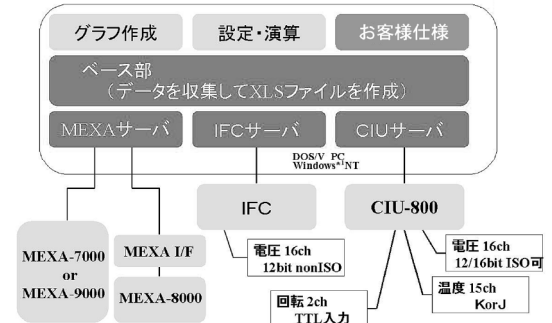 グラフ作成
設定・演算
お客様仕様
ベース部
(データを収集してXLSファイルを作成)
MEXAサーバ
IFCサーバ
CIUサーバ
DOS/V PC
Windows*1NT
IFC
CIU-800
MEXA-7000
or
MEXA-9000
MEXA I/F
MEXA-8000
電圧 16ch
12bit nonISO
電圧 16ch
12/16bit ISO可
回転 2ch
TTL入力
温度 15ch
KorJ